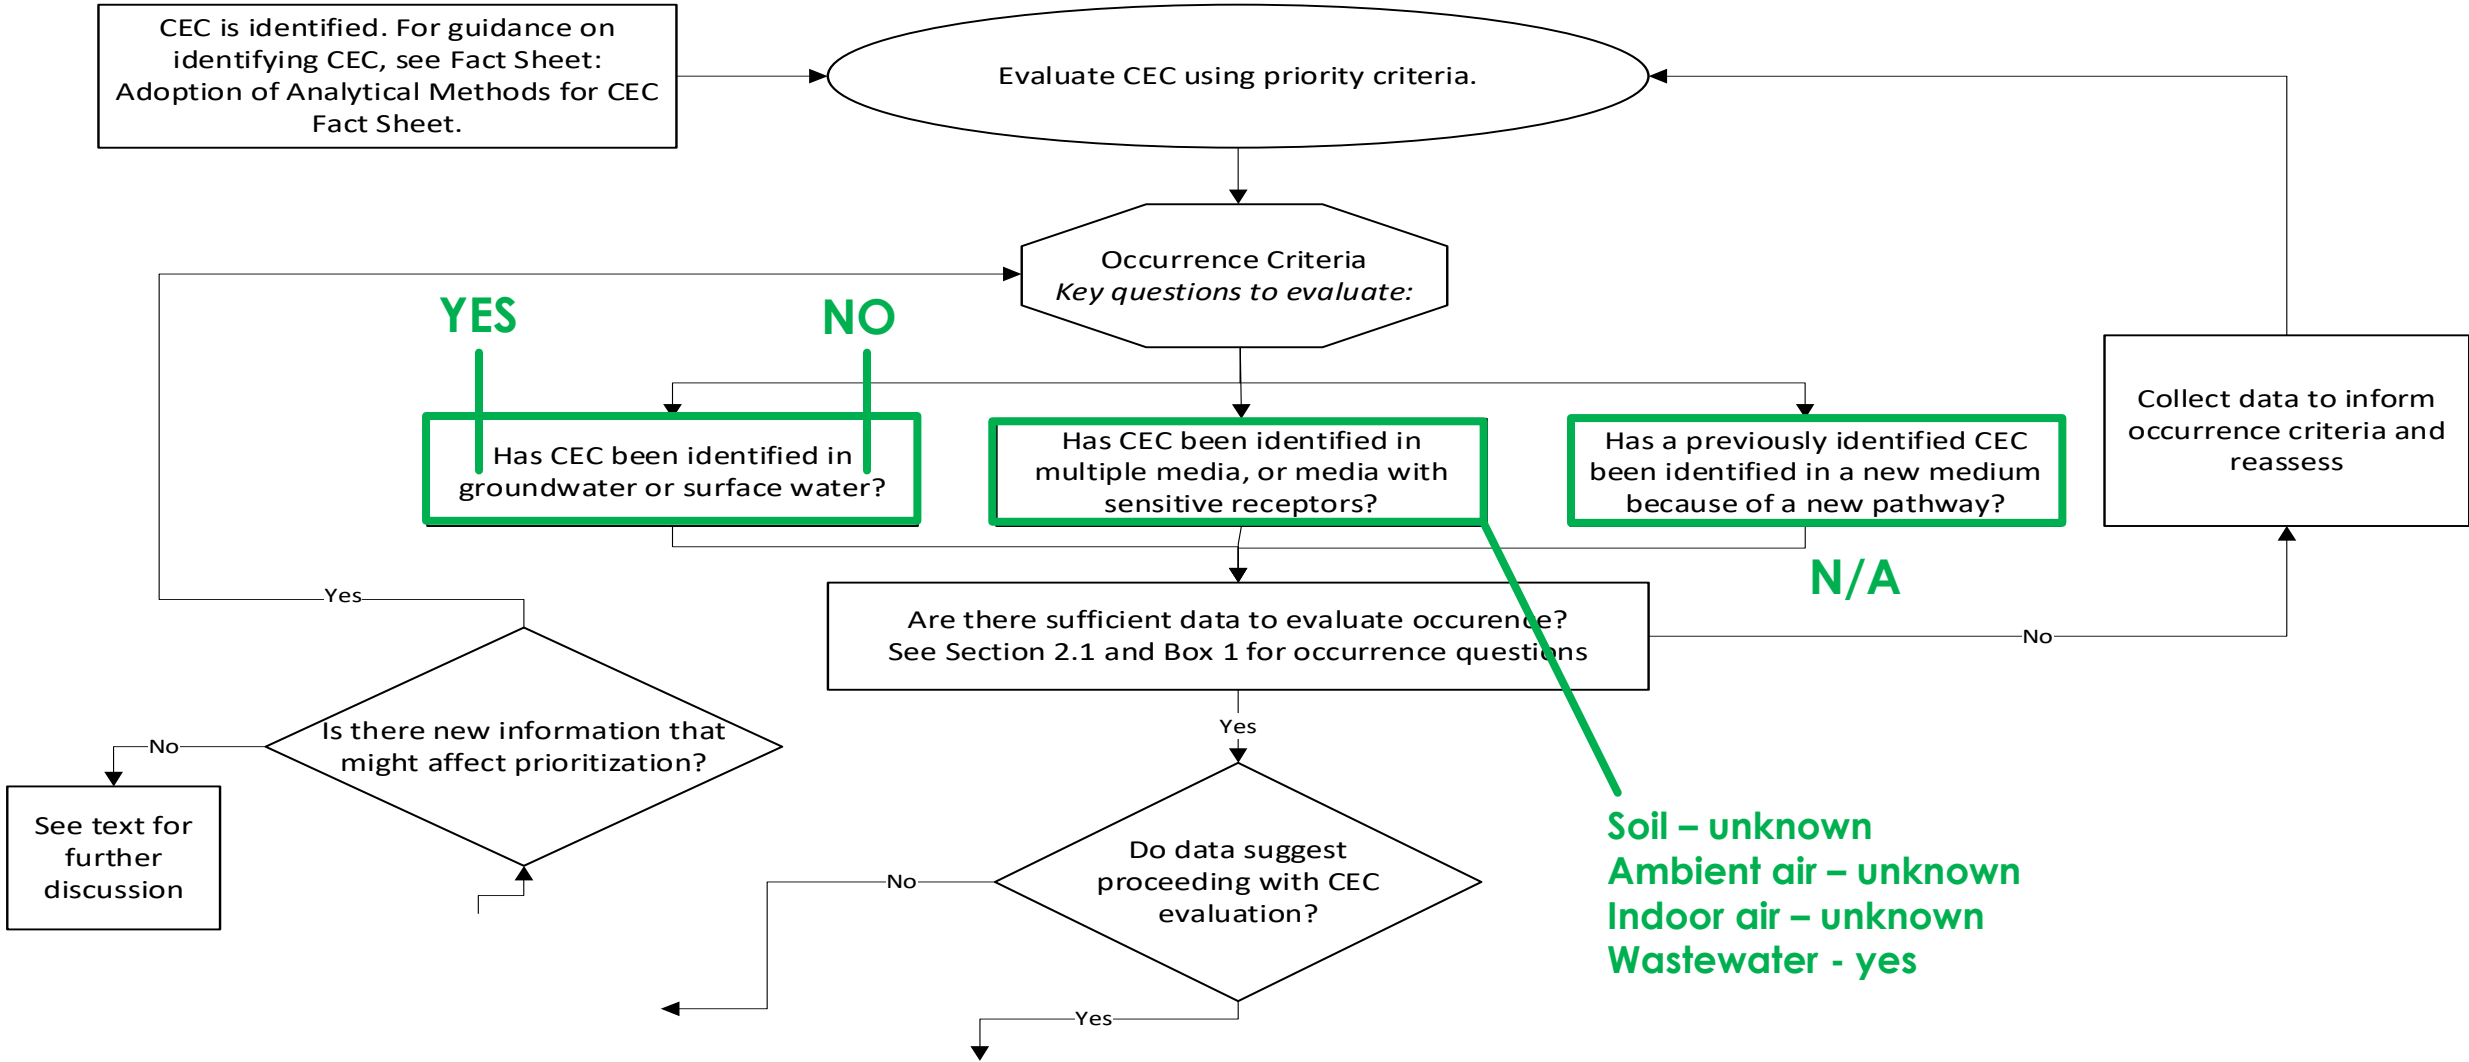 CEC is identified. For guidance on
identifying CEC, see Fact Sheet:
Adoption of Analytical Methods for CEC
Fact Sheet.
Evaluate CEC using priority criteria.
Occurrence Criteria
Key questions to evaluate:
YES
NO
Has CEC been identified in
groundwater or surface water?
Has CEC been identified in
multiple media, or media with
sensitive receptors?
Has a previously identified CEC
been identified in a new medium
because of a new pathway?
Collect data to inform
occurrence criteria and
reassess
N/A
Yes
Are there sufficient data to evaluate occurence?
See Section 2.1 and Box 1 for occurrence questions
No
Yes
Is there new information that
might affect prioritization?
No
See text for
further
discussion
Do data suggest
proceeding with CEC
evaluation?
No
Yes
Soil – unknown
Ambient air – unknown
Indoor air – unknown
Wastewater - yes